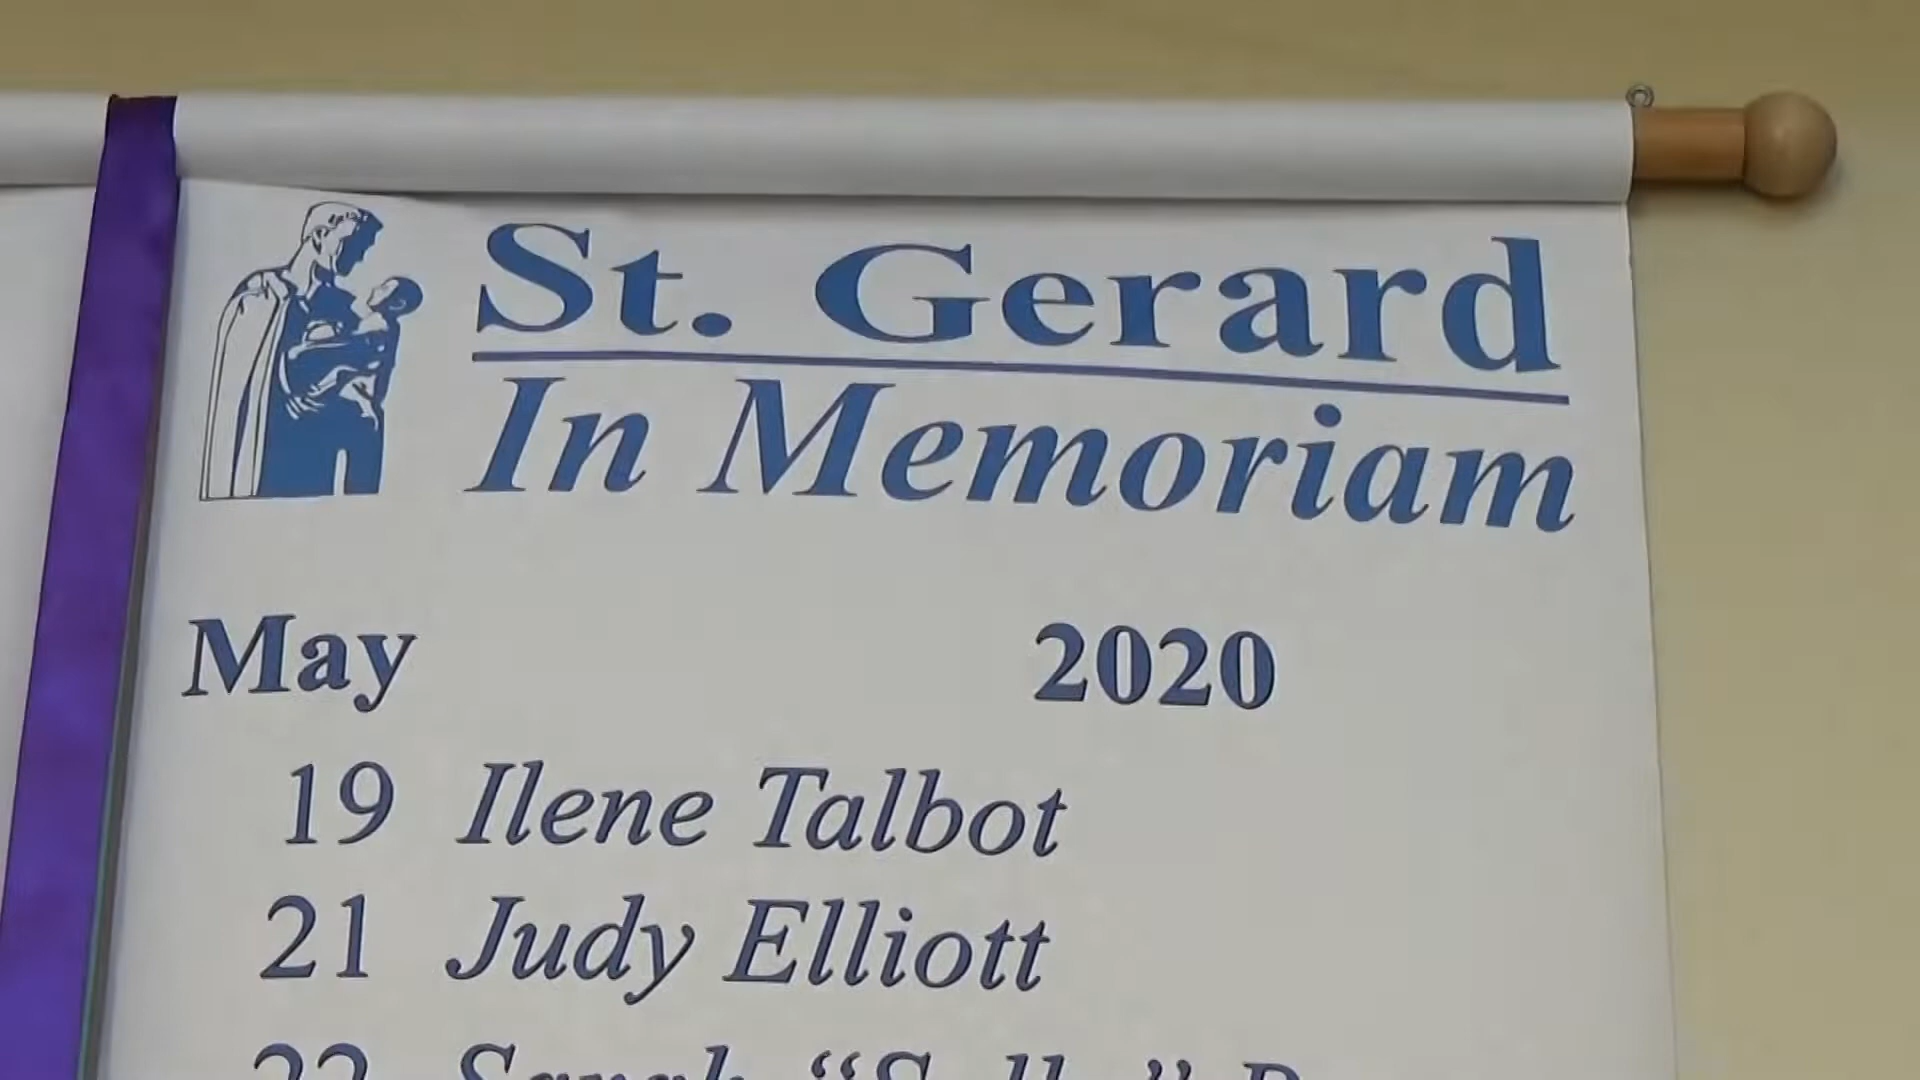 St. Gerard
In Memoriam
May 2020
19 Ilene Talbot
21 Judy Elliott